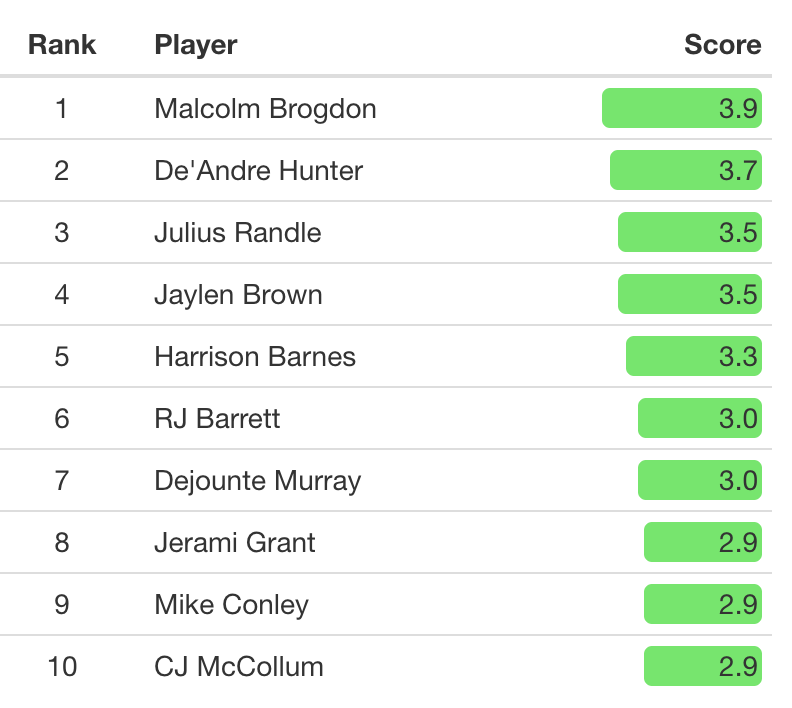 Rank Player Score
1 Malcolm Brogdon 3.9
2 De'Andre Hunter 3.7
3 Julius Randle 3.5
4 Jaylen Brown 3.5
5 Harrison Barnes 3.3
6 RJ Barrett 3.0
7 Dejounte Murray 3.0
8 Jerami Grant 2.9
9 Mike Conley 2.9
10 CJ McCollum 2.9